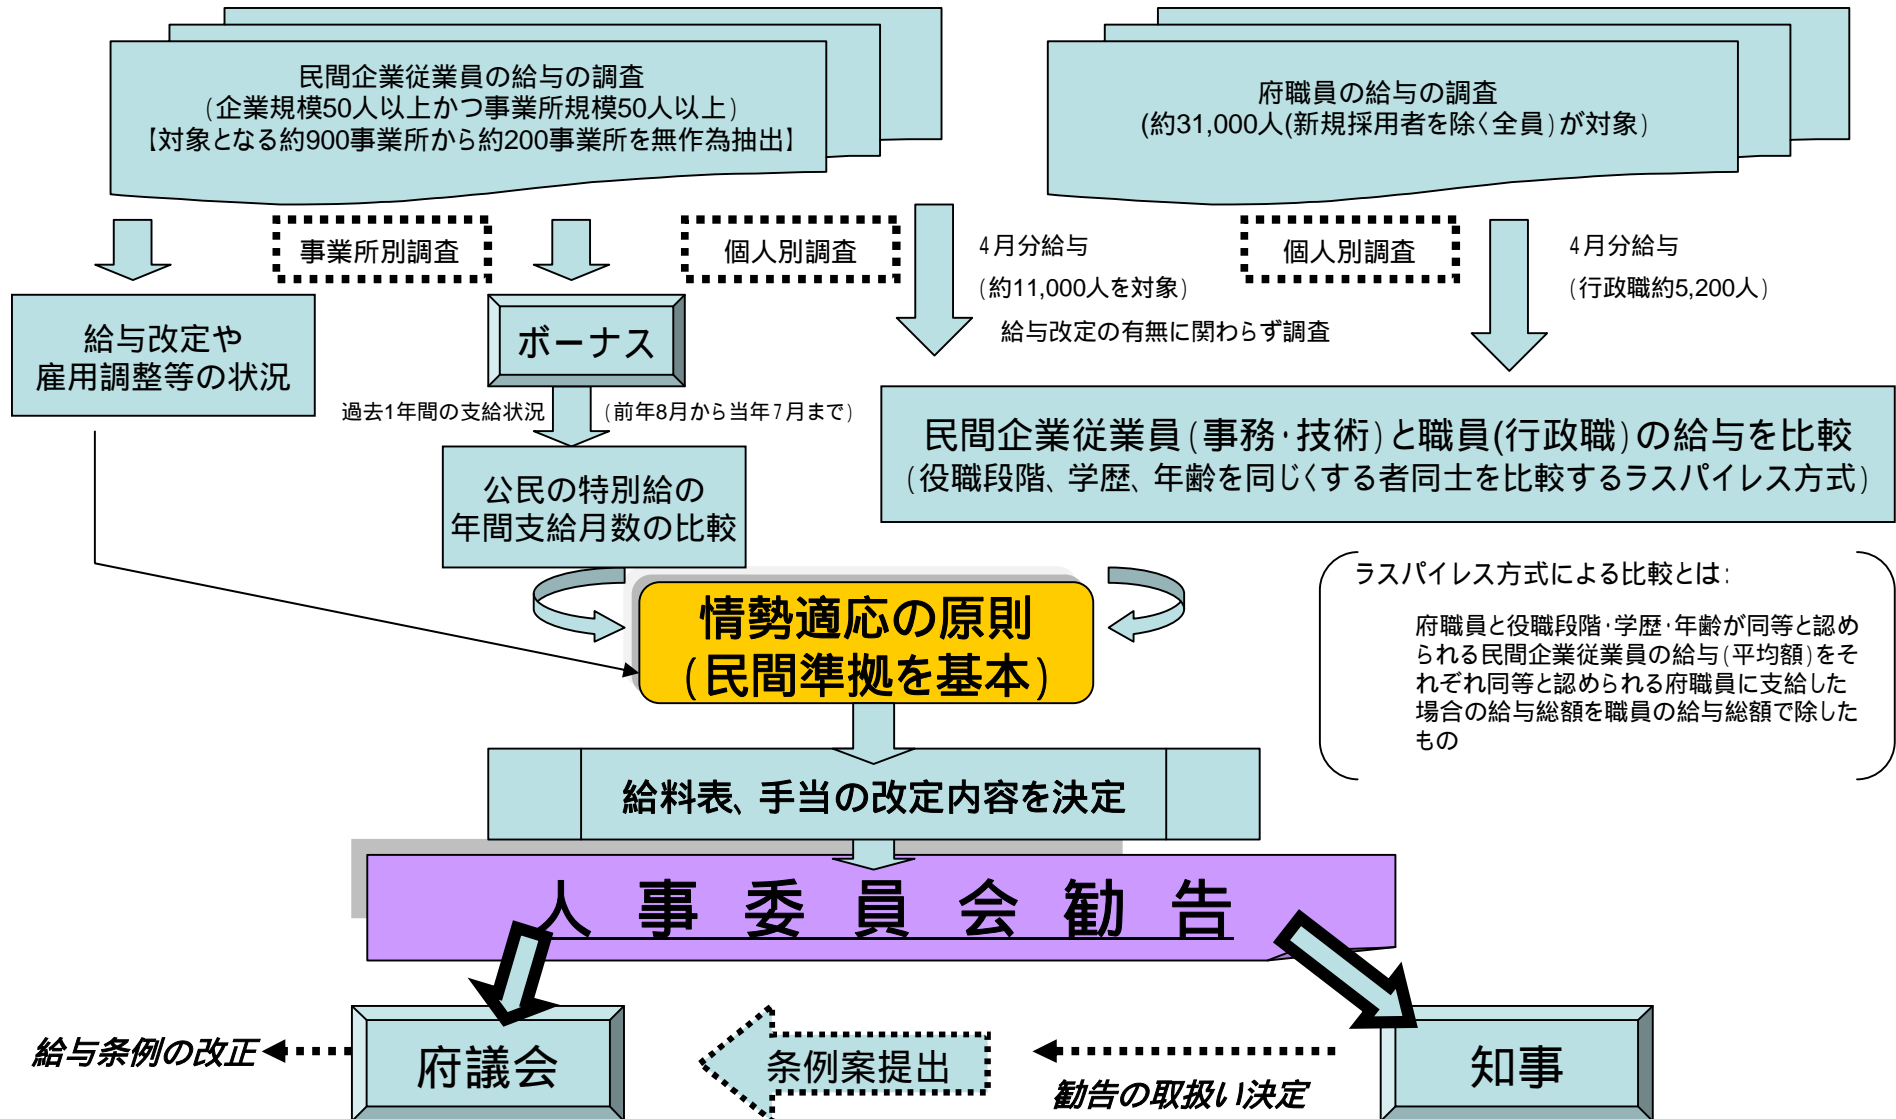 民間企業従業員の給与の調査
(企業規模50人以上かつ事業所規模50人以上)
【対象となる約900事業所から約200事業所を無作為抽出】
府職員の給与の調査
(約31,000人(新規採用者を除く全員)が対象)
事業所別調査
個人別調査
4月分給与
(約11,000人を対象)
給与改定の有無に関わらず調査
個人別調査
4月分給与
(行政職約5,200人)
給与改定や
雇用調整等の状況
ボーナス
過去1年間の支給状況
(前年8月から当年7月まで)
公民の特別給の
年間支給月数の比較
民間企業従業員(事務・技術)と職員(行政職)の給与を比較
(役職段階、学歴、年齢を同じくする者同士を比較するラスパイレス方式)
情勢適応の原則
(民間準拠を基本)
ラスパイレス方式による比較とは:
府職員と役職段階・学歴・年齢が同等と認め
られる民間企業従業員の給与(平均額)をそ
れぞれ同等と認められる府職員に支給した
場合の給与総額を職員の給与総額で除した
もの
給料表、手当の改定内容を決定
人事委員会勧告
給与条例の改正
府議会
条例案提出
勧告の取扱い決定
知事